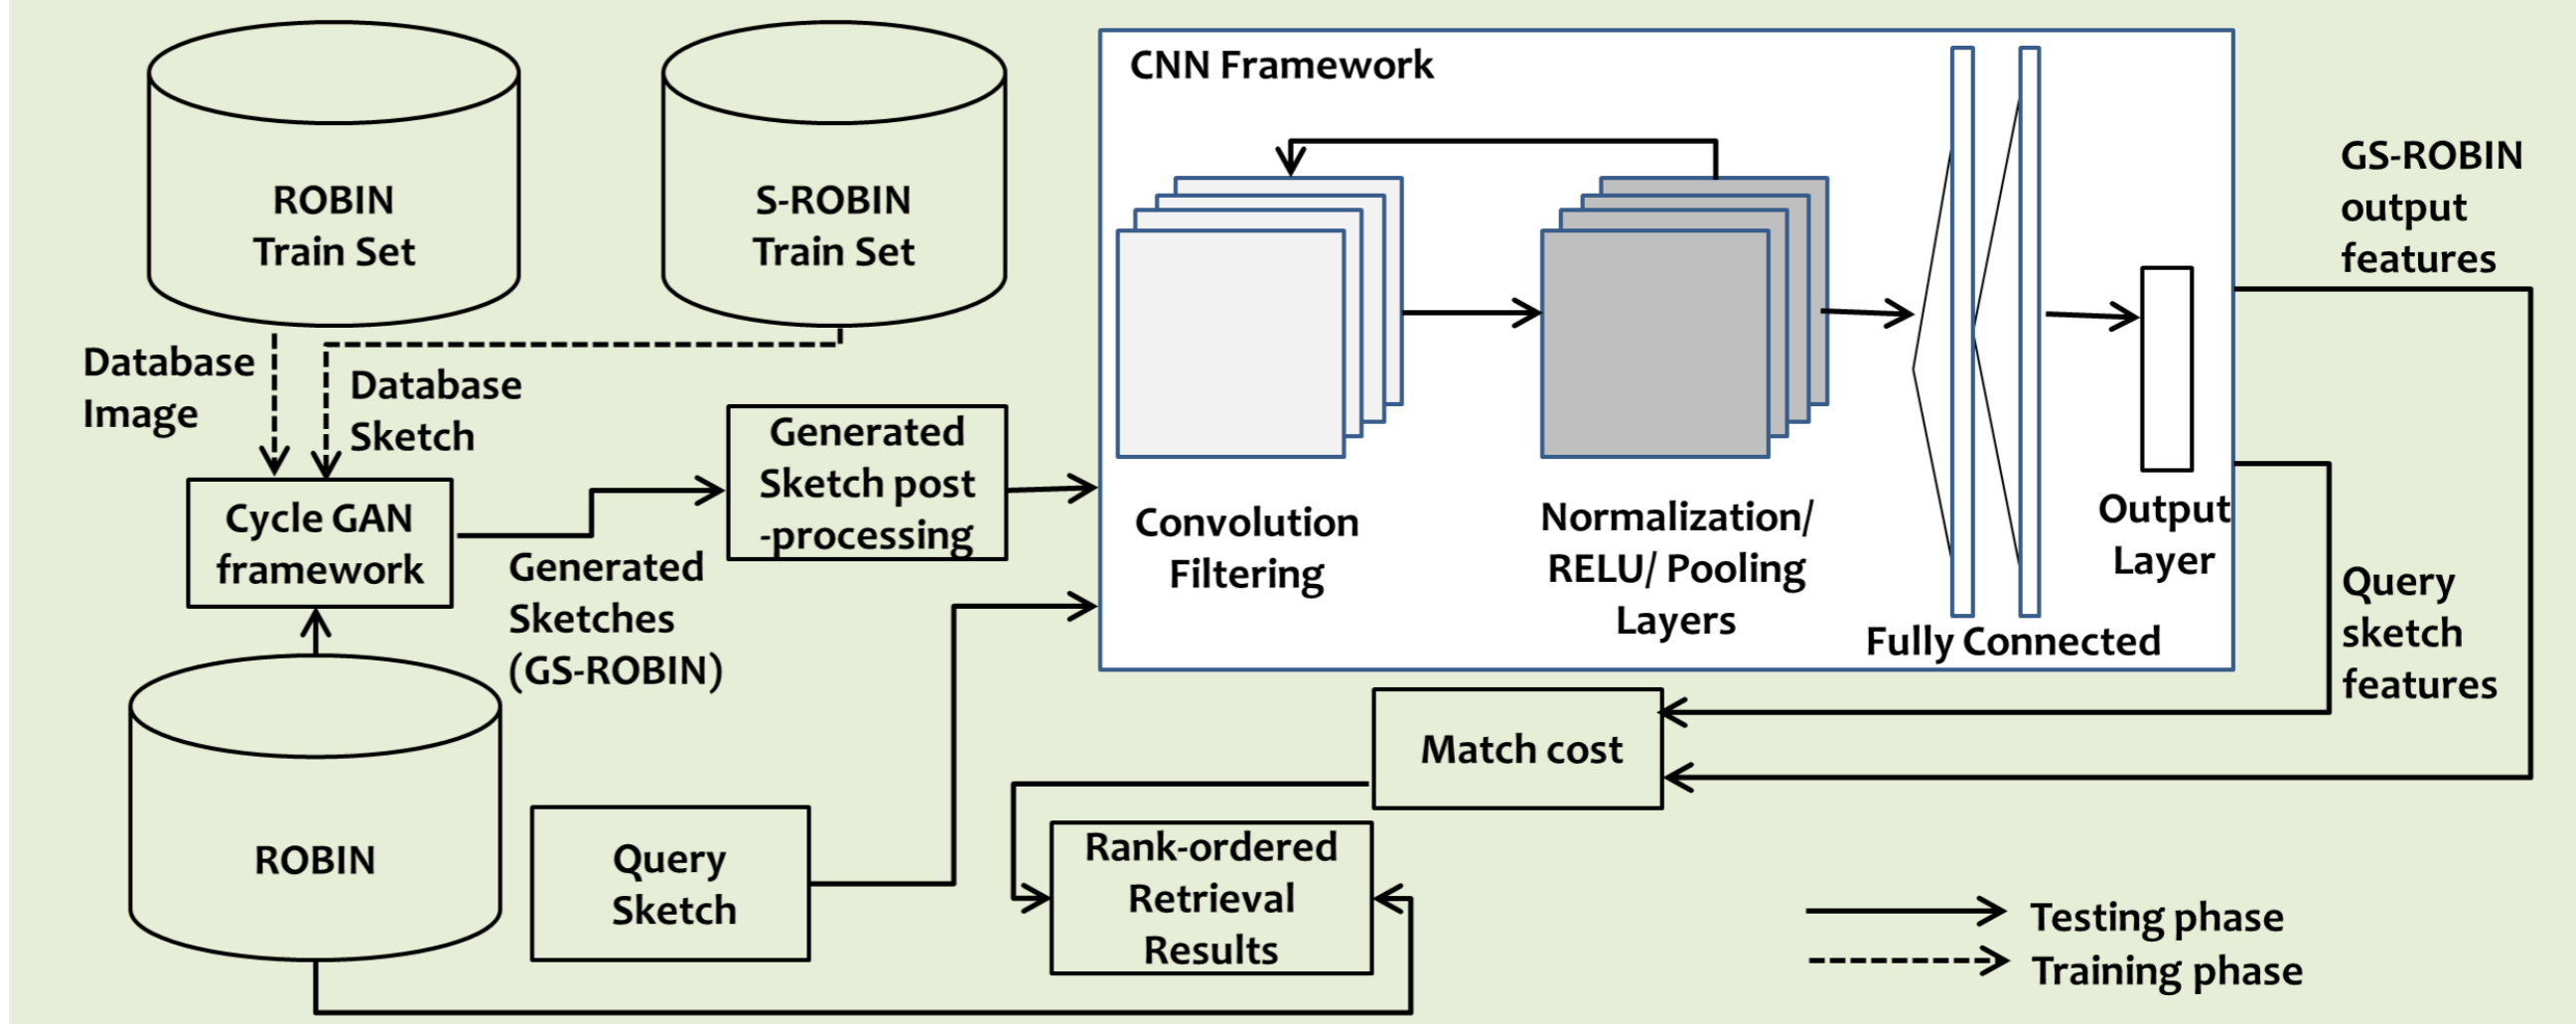 ROBIN
Train Set
S-ROBIN
Train Set
Database
Image
Database
Sketch
Cycle GAN
framework
Generated
Sketches
(GS-ROBIN)
Generated
Sketch post
-processing
ROBIN
Query
Sketch
CNN Framework
Convolution
Filtering
Normalization/
RELU/ Pooling
Layers
Fully Connected
Output
Layer
GS-ROBIN
output
features
Query
sketch
features
Match cost
Rank-ordered
Retrieval
Results
Testing phase
Training phase